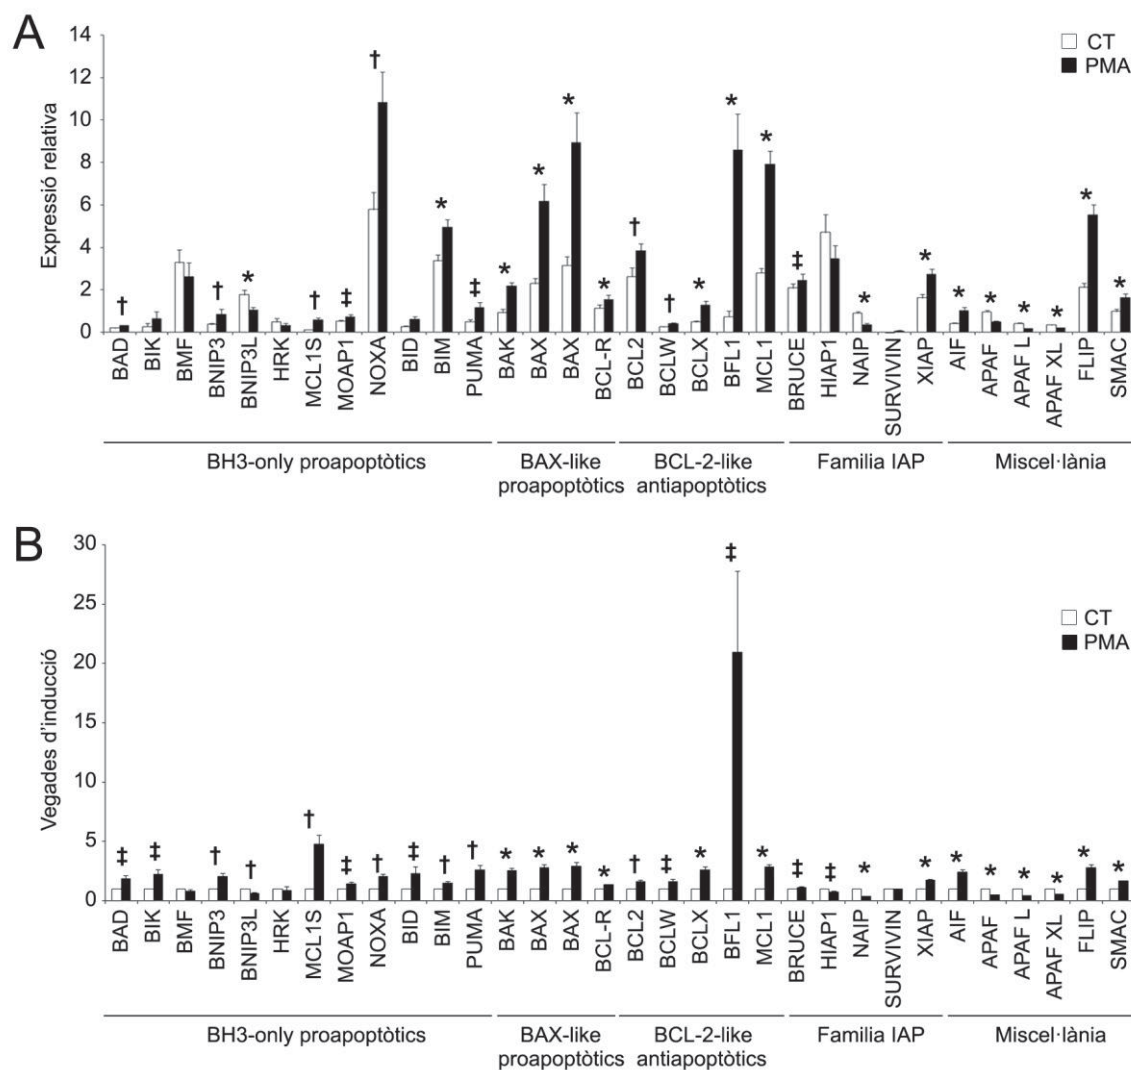 A
Expressió relativa
14
12
10
8
6
4
2
0
CT
PMA
† † * † ‡ † * ‡ * * * * † † * * * ‡ * * * * * * * *
BAD
BIK
BMF
BNIP3
BNIP3L
HRK
MCL1S
MOAP1
NOXA
BID
BIM
PUMA
BAK
BAX
BAX
BCL-R
BCL2
BCLW
BCLX
BFL1
MCL1
BRUCE
HIAP1
NAIP
SURVIVIN
XIAP
AIF
APAF
APAF L
APAF XL
FLIP
SMAC
BH3-only proapoptòtics
BAX-like
proapoptòtics
BCL-2-like
antiapoptòtics
Familia IAP
Miscel·lània
B
Vegades d'inducció
30
25
20
15
10
5
0
CT
PMA
‡ ‡ † † † ‡ † ‡ † † * * * * † ‡ * ‡ * ‡ ‡ * * * * * * * *
BAD
BIK
BMF
BNIP3
BNIP3L
HRK
MCL1S
MOAP1
NOXA
BID
BIM
PUMA
BAK
BAX
BAX
BCL-R
BCL2
BCLW
BCLX
BFL1
MCL1
BRUCE
HIAP1
NAIP
SURVIVIN
XIAP
AIF
APAF
APAF L
APAF XL
FLIP
SMAC
BH3-only proapoptòtics
BAX-like
proapoptòtics
BCL-2-like
antiapoptòtics
Familia IAP
Miscel·lània